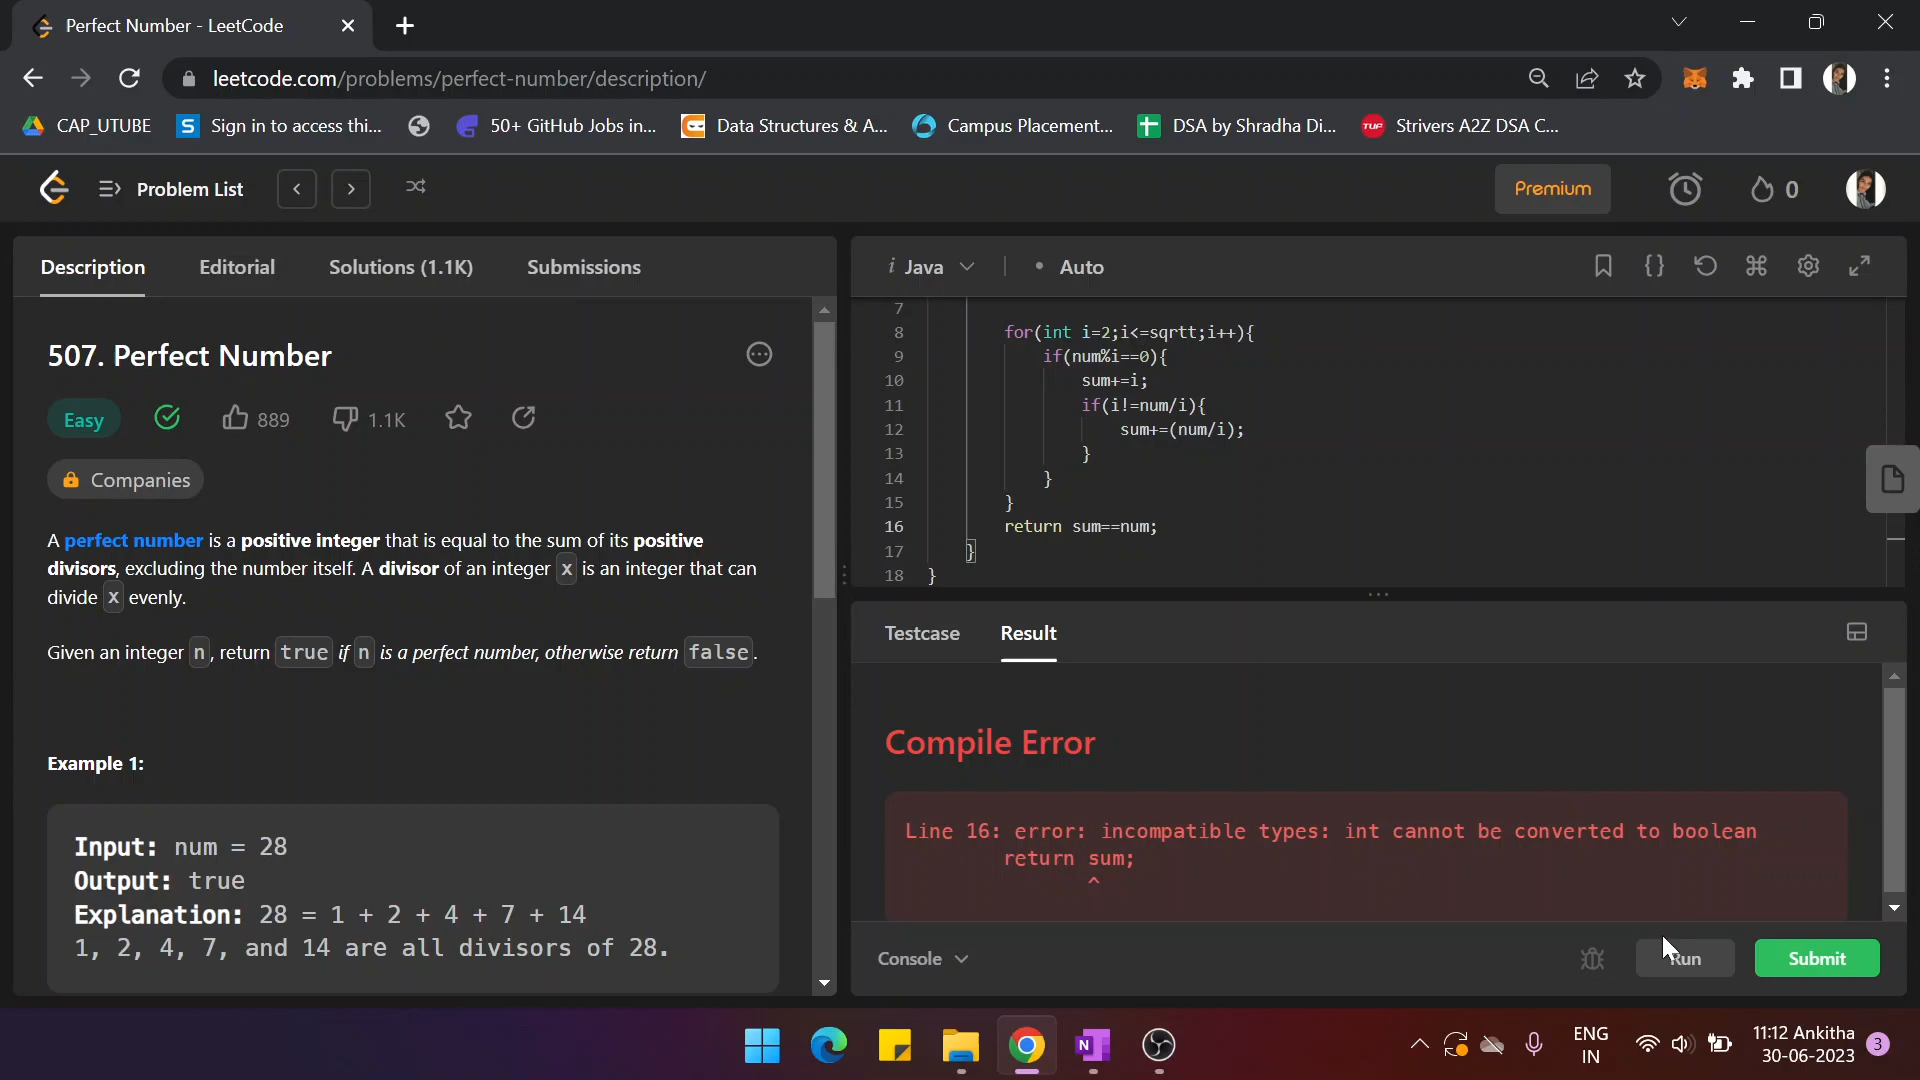 Perfect Number - LeetCode
leetcode.com/problems/perfect-number/description/
CAP_UTUBE
S Sign in to access thi...
50+ GitHub Jobs in...
Data Structures & A...
Campus Placement...
DSA by Shradha Di...
TUF Strivers A2Z DSA C...
Problem List
Premium
0
Description Editorial Solutions (1.1K) Submissions
507. Perfect Number
Easy 889 1.1K
Companies
A perfect number is a positive integer that is equal to the sum of its positive
divisors, excluding the number itself. A divisor of an integer x is an integer that can
divide x evenly.
Given an integer n, return true if n is a perfect number, otherwise return false.
Example 1:
Input: num = 28
Output: true
Explanation: 28 = 1 + 2 + 4 + 7 + 14
1, 2, 4, 7, and 14 are all divisors of 28.
i Java • Auto
7
8 for(int i=2;i<=sqrtt;i++){
9 if(num%i==0){
10 sum+=i;
11 if(i!=num/i){
12 sum+=(num/i);
13 }
14 }
15 }
16 return sum==num;
17 }
18 }
Testcase Result
Compile Error
Line 16: error: incompatible types: int cannot be converted to boolean
return sum;
^
Console
Run
Submit
ENG
IN
11:12 Ankitha
30-06-2023
3